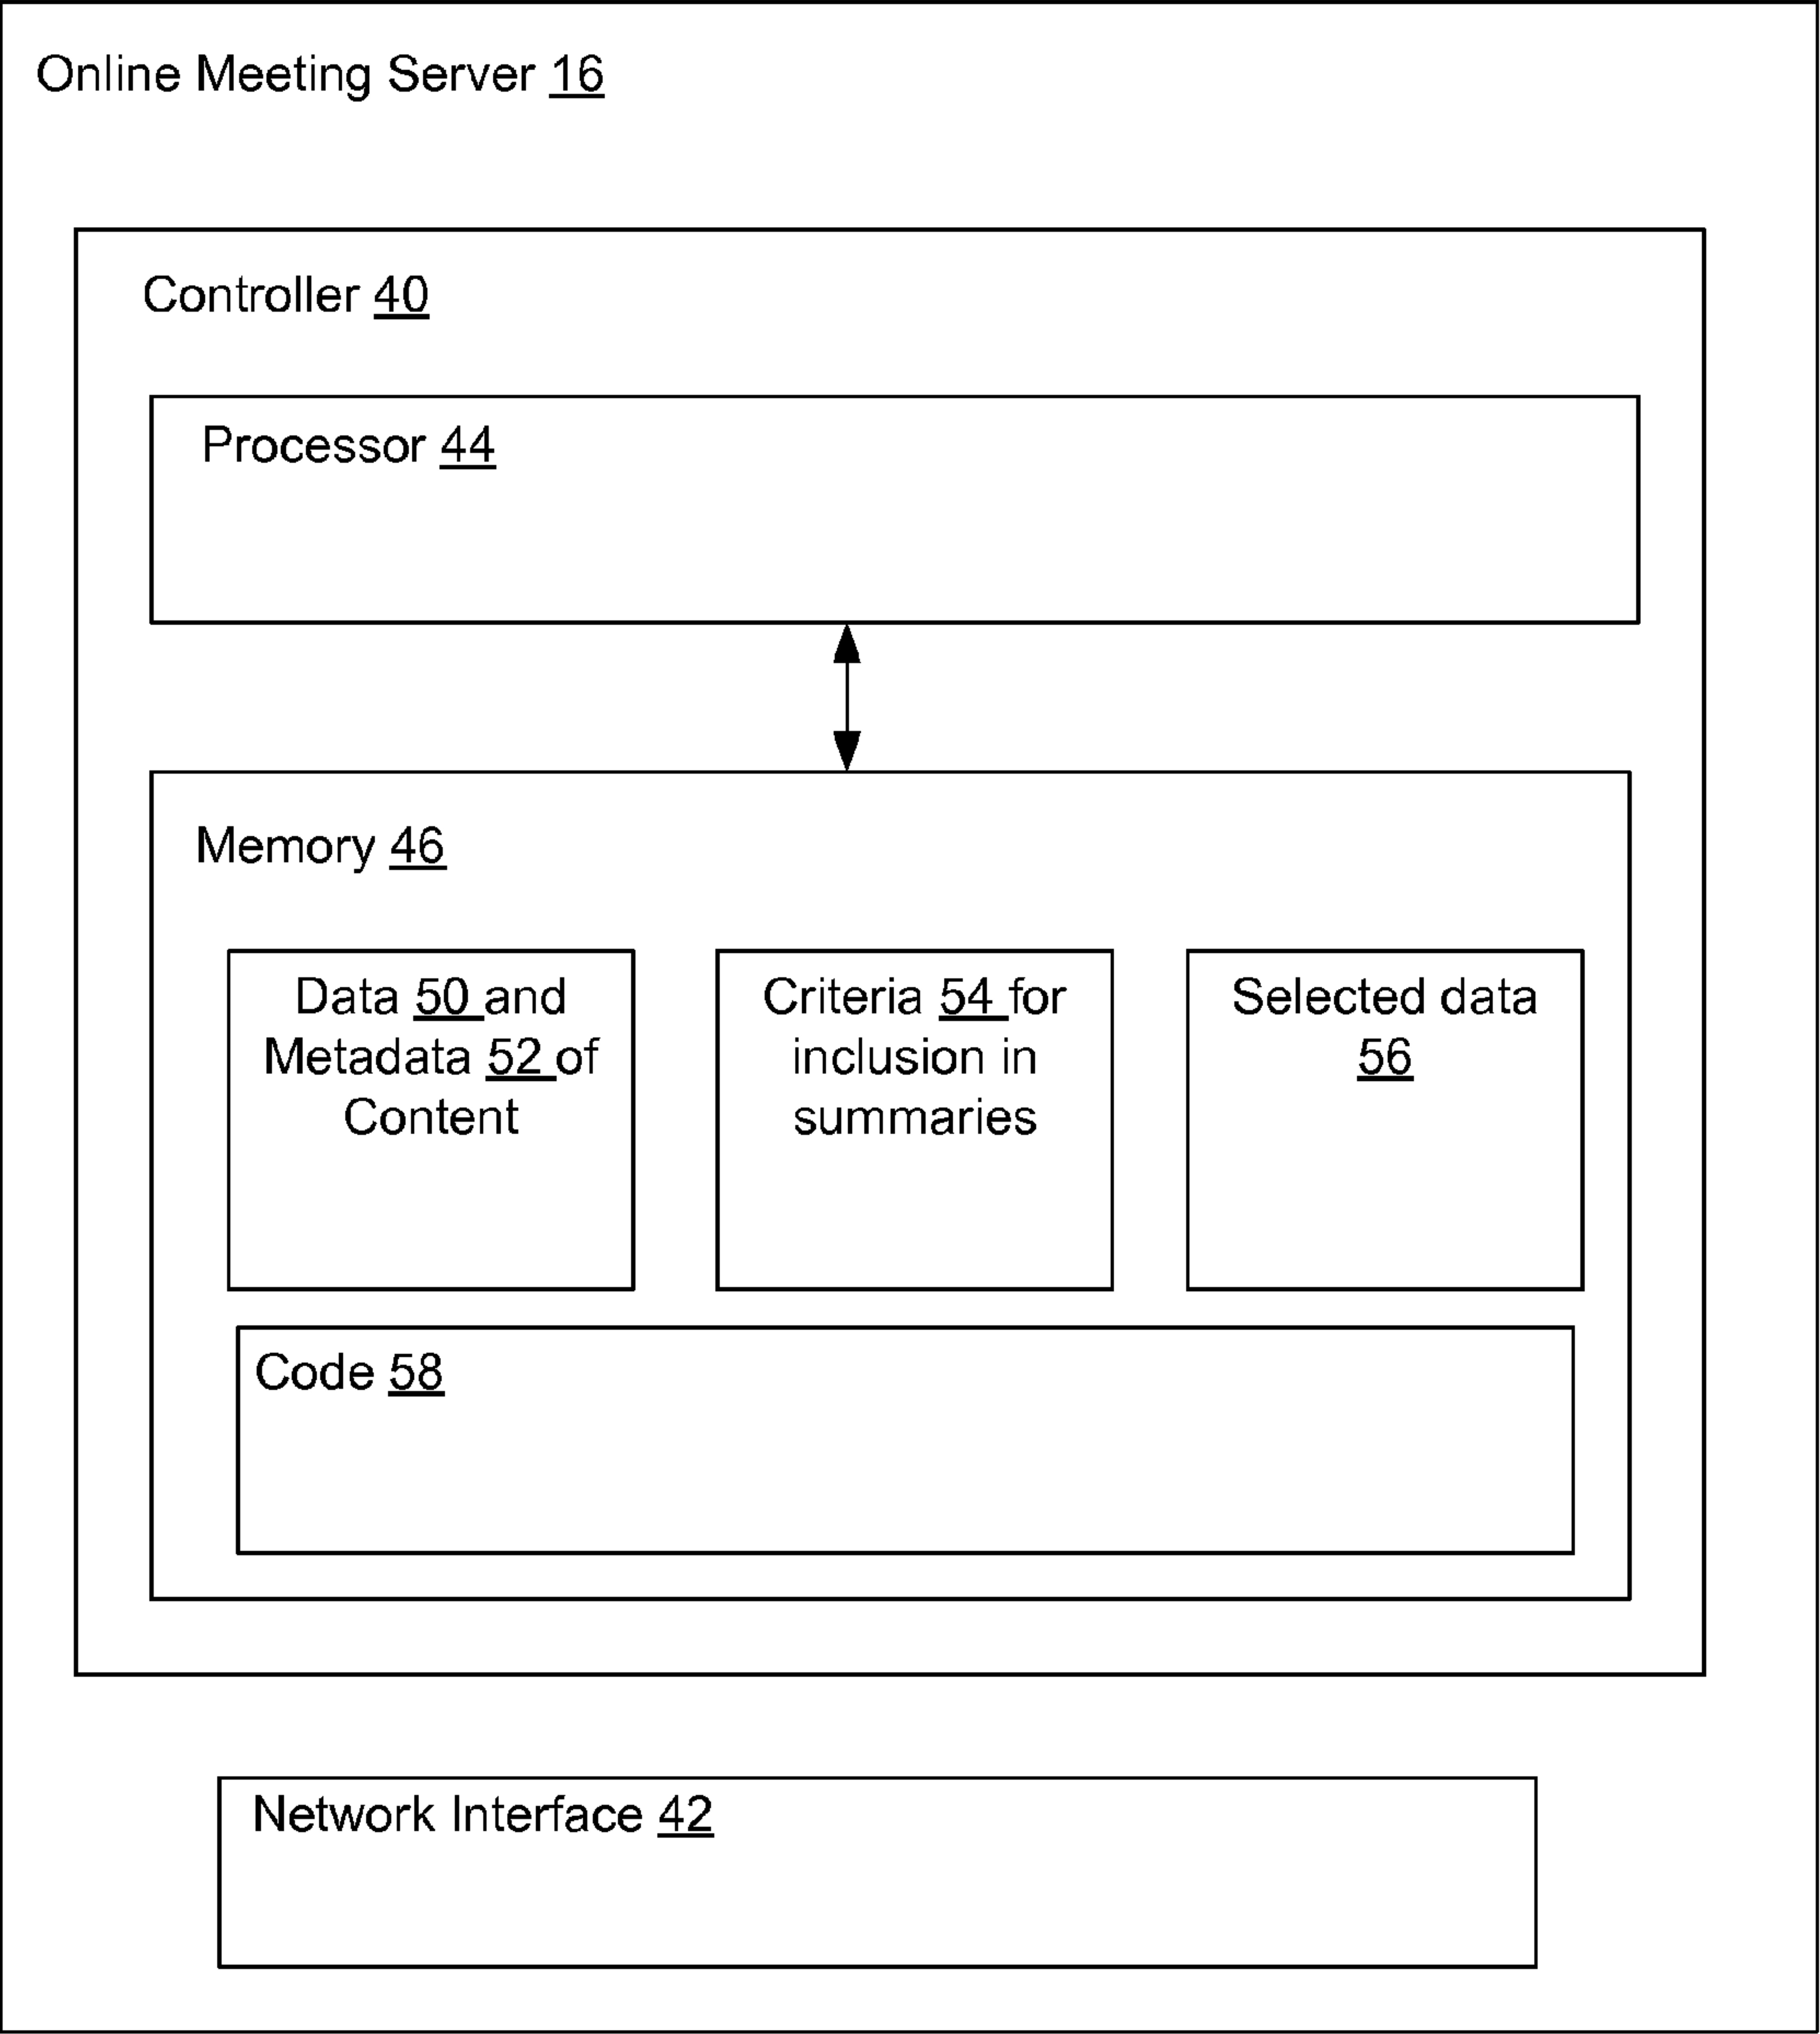 Online Meeting Server 16
Controller 40
Processor 44
Memory 46
Data 50 and
Metadata 52 of
Content
Criteria 54 for
inclusion in
summaries
Selected data
56
Code 58
Network Interface 42